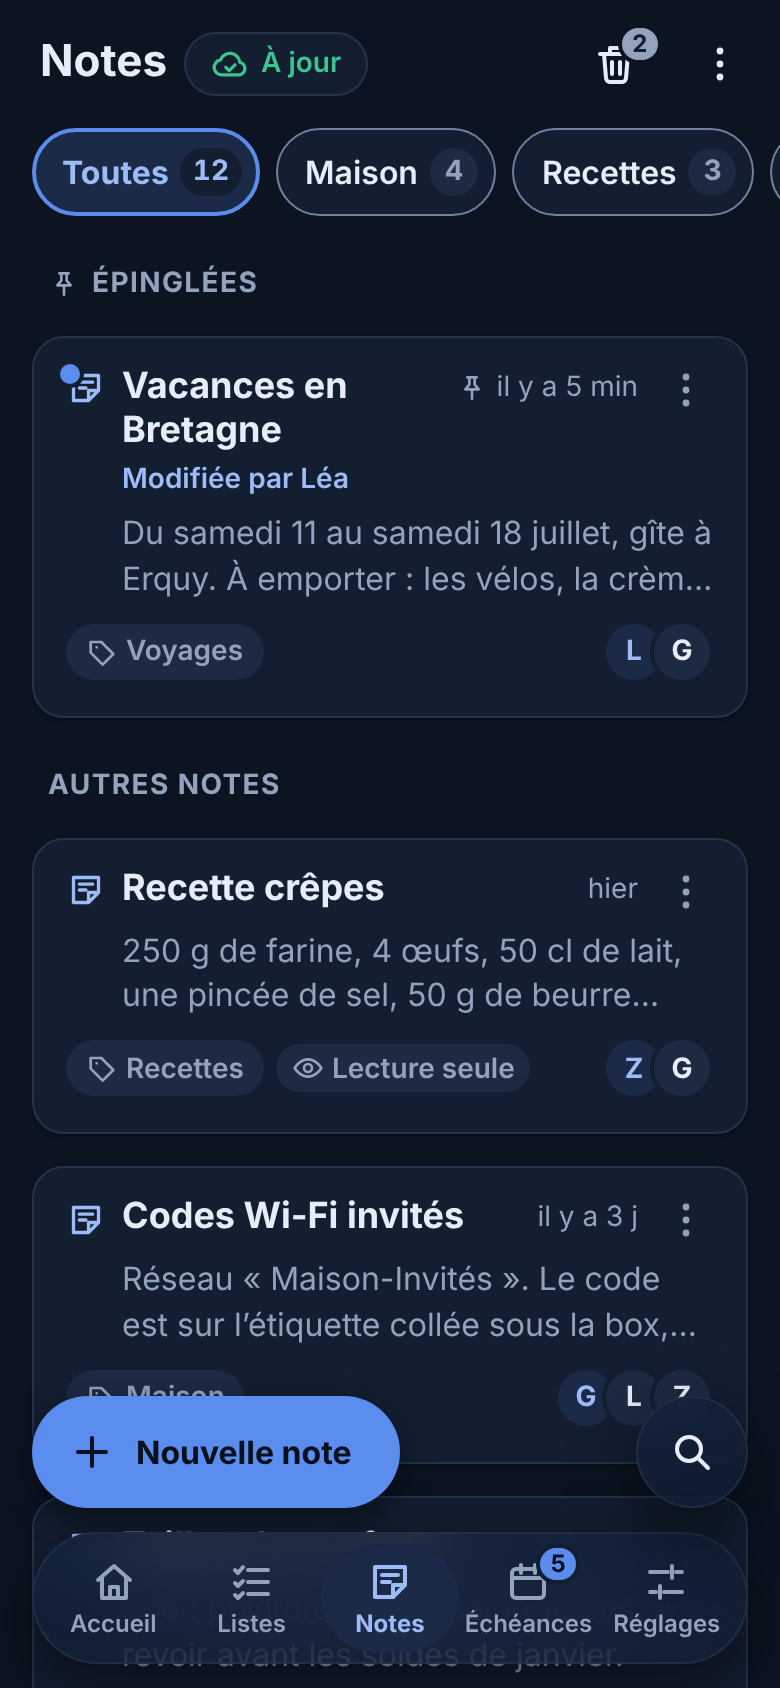 Notes
À jour
2
Toutes 12
Maison 4
Recettes 3
ÉPINGLÉES
Vacances en
Bretagne
il y a 5 min
Modifiée par Léa
Du samedi 11 au samedi 18 juillet, gîte à
Erquy. À emporter : les vélos, la crèm…
Voyages
L G
AUTRES NOTES
Recette crêpes
hier
250 g de farine, 4 œufs, 50 cl de lait,
une pincée de sel, 50 g de beurre…
Recettes
Lecture seule
Z G
Codes Wi-Fi invités
il y a 3 j
Réseau « Maison-Invités ». Le code
est sur l’étiquette collée sous la box,…
Maison
G L Z
Nouvelle note
5
Accueil
Listes
Notes
Échéances
Réglages
revoir avant les soldes de janvier.